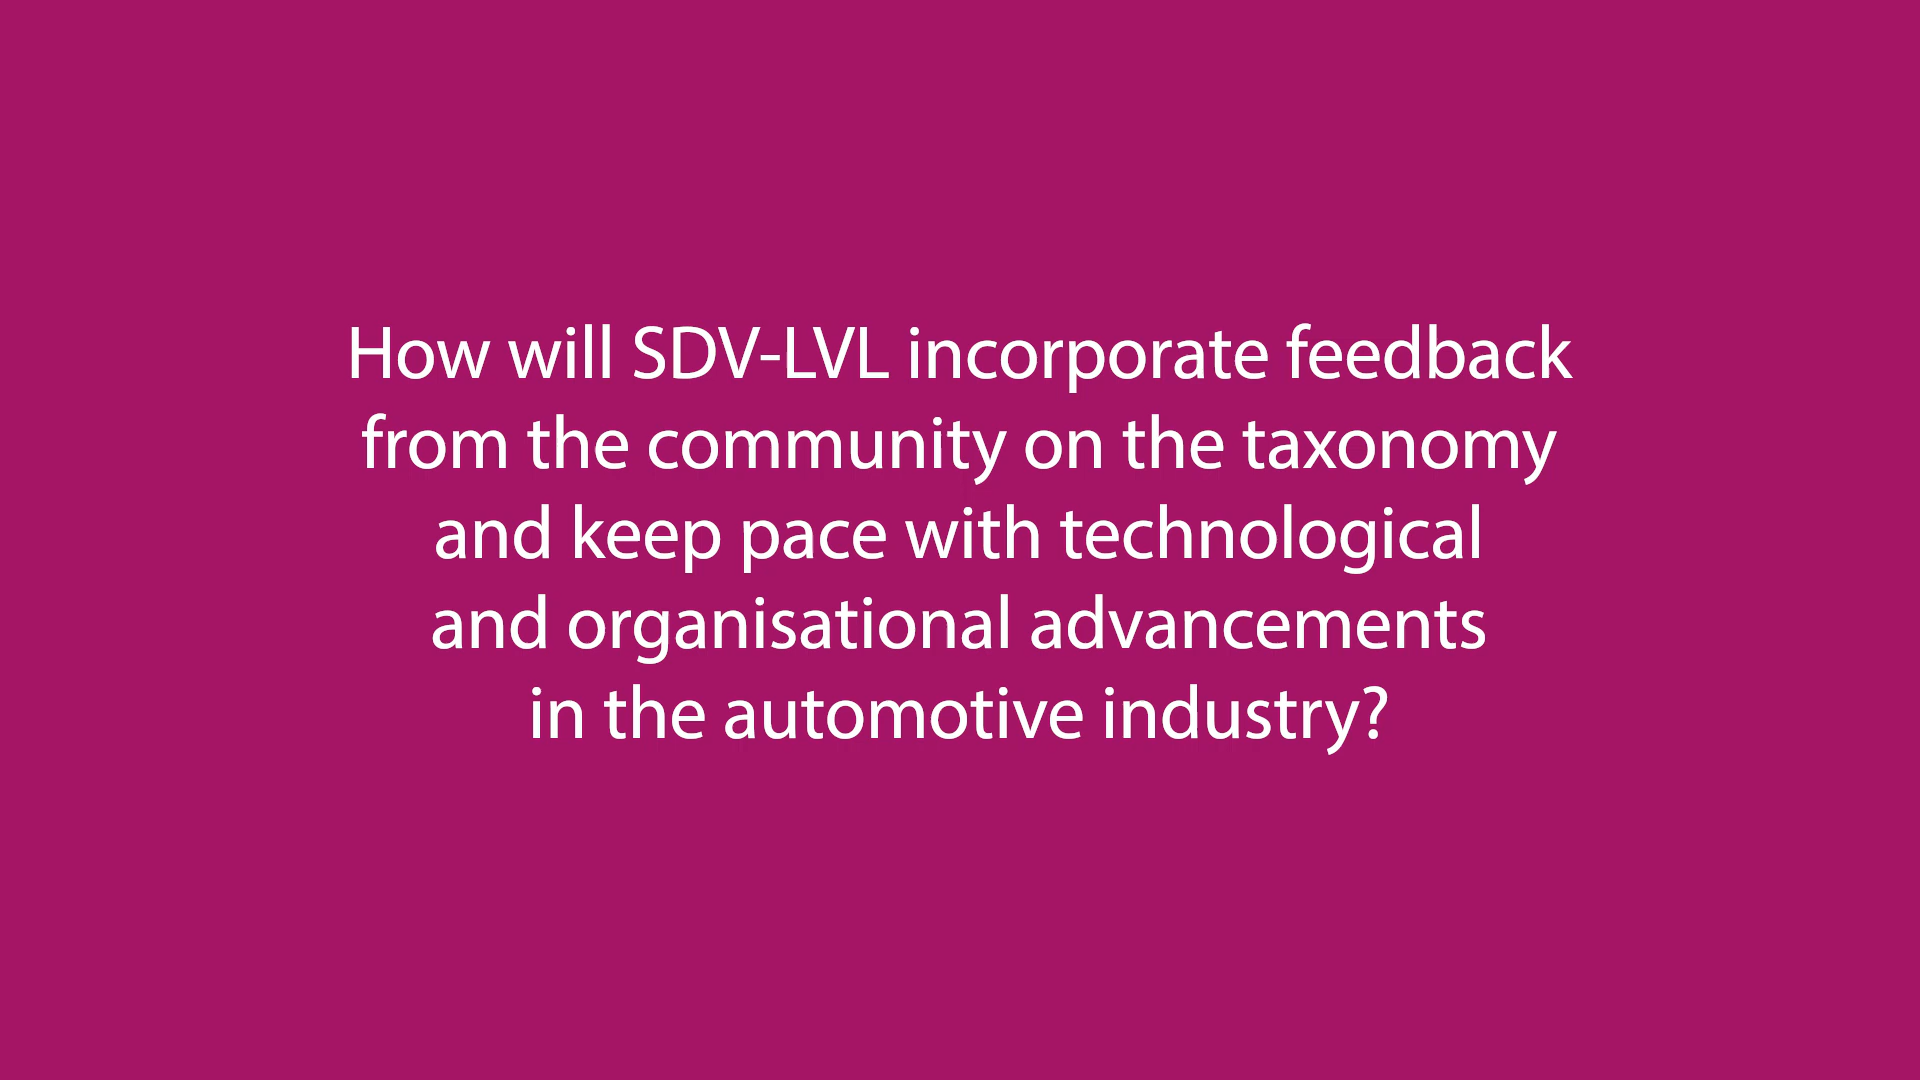 How will SDV-LVL incorporate feedback
from the community on the taxonomy
and keep pace with technological
and organisational advancements
in the automotive industry?